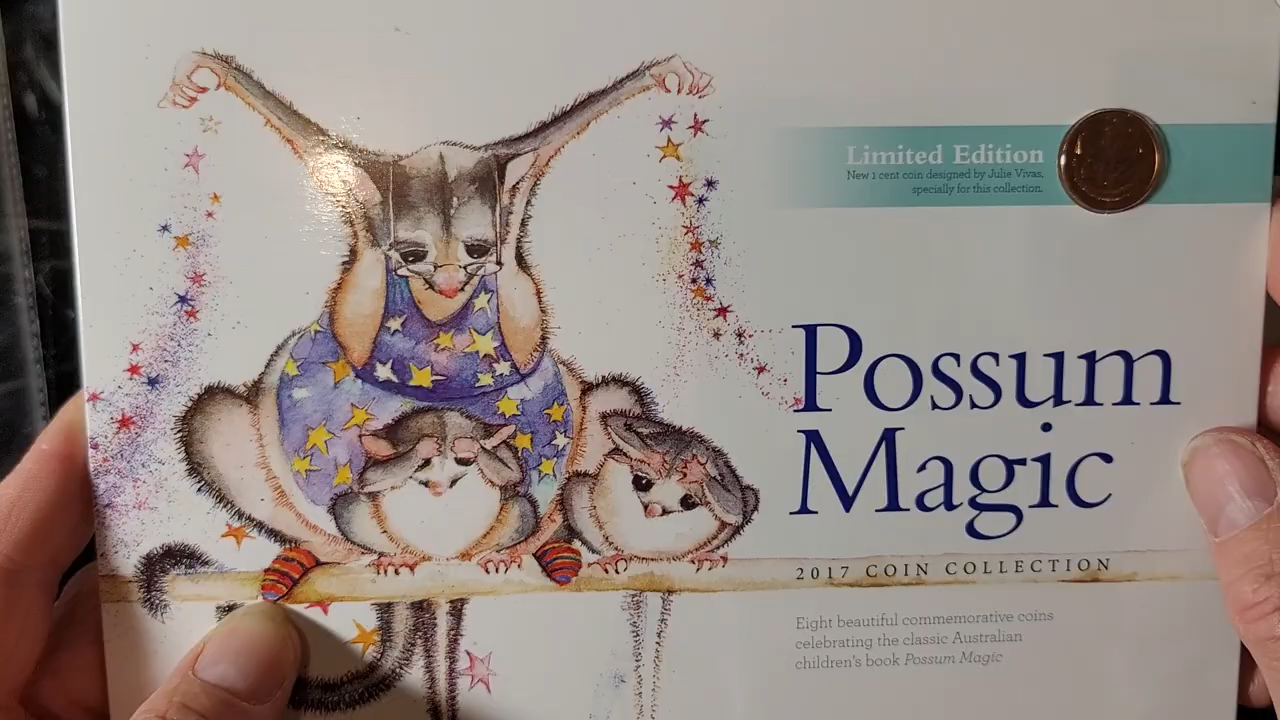 Limited Edition
New 1 cent coin designed by Julie Vivas,
specially for this collection.
Possum
Magic
2017 COIN COLLECTION
Eight beautiful commemorative coins
celebrating the classic Australian
children's book Possum Magic